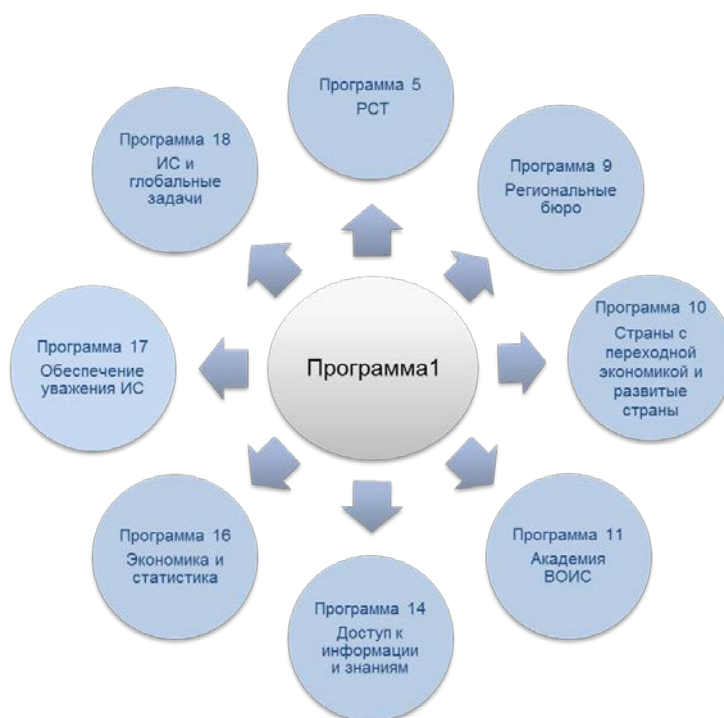 Программа 5
PCT
Программа 18
ИС и
глобальные
задачи
Программа 9
Региональные
бюро
Программа 17
Обеспечение
уважения ИС
Программа1
Программа 10
Страны с
переходной
экономикой и
развитые
страны
Программа 16
Экономика и
статистика
Программа 11
Академия
ВОИС
Программа 14
Доступ к
информации
и знаниям